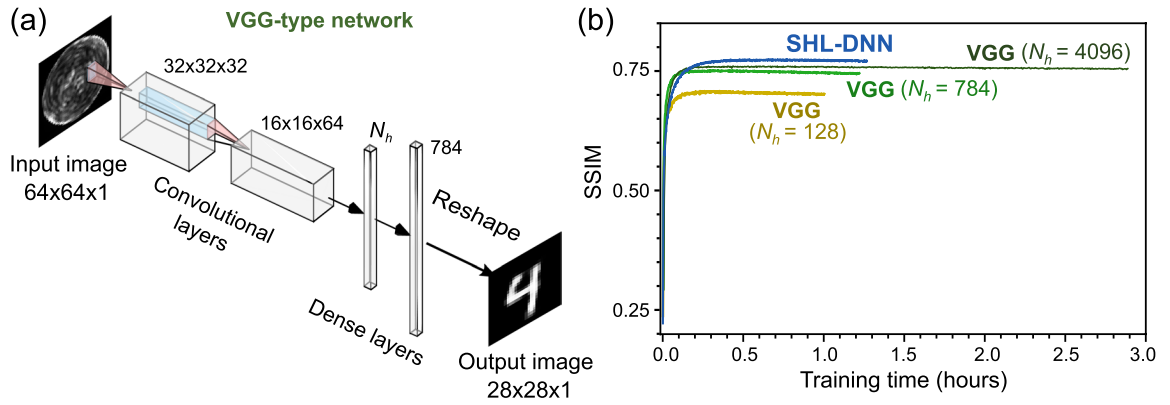 (a)
VGG-type network
32x32x32
16x16x64
N_h
784
Input image
64x64x1
Convolutional
layers
Reshape
Dense layers
Output image
28x28x1
(b)
SHL-DNN
VGG (N_h = 4096)
VGG (N_h = 784)
VGG
(N_h = 128)
SSIM
0.75
0.50
0.25
0.0 0.5 1.0 1.5 2.0 2.5 3.0
Training time (hours)
4